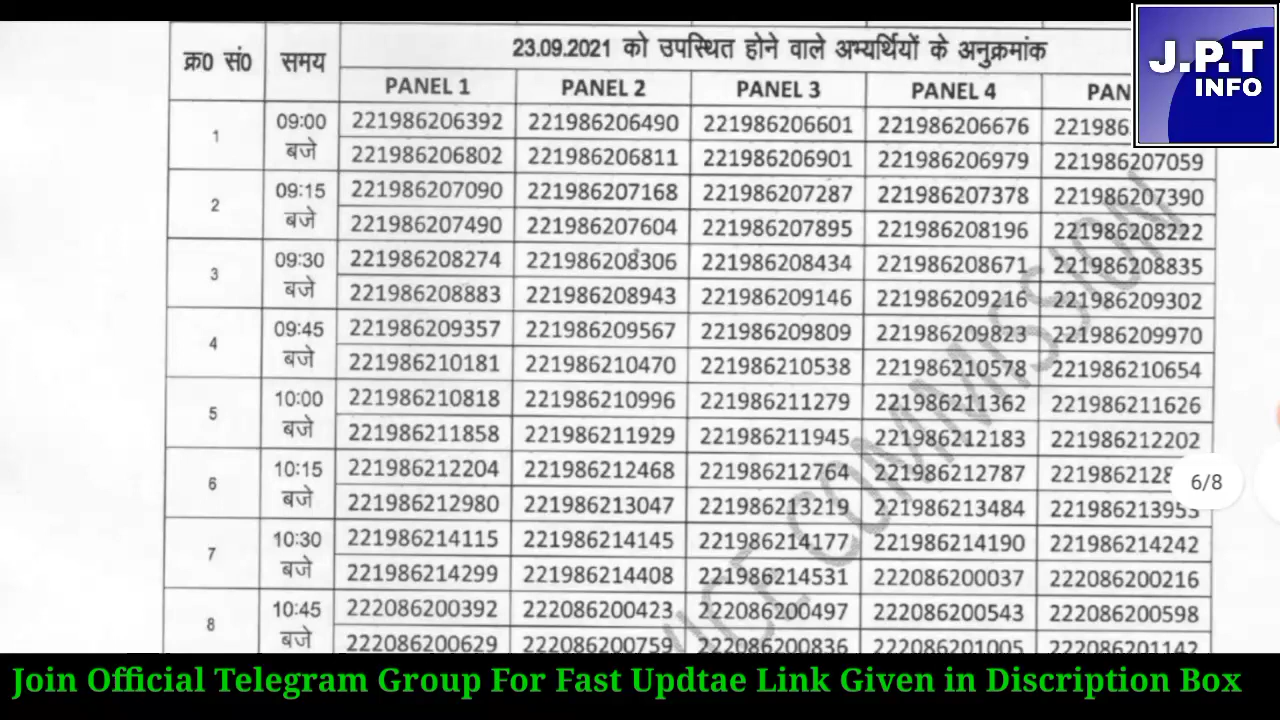 23.09.2021 को उपस्थित होने वाले अभ्यर्थियों के अनुक्रमांक
क्र0 सं0 समय
PANEL 1 PANEL 2 PANEL 3 PANEL 4
J.P.T
INFO
1 09:00 बजे
221986206392 221986206490 221986206601 221986206676
221986206802 221986206811 221986206901 221986206979 221986207059
2 09:15 बजे
221986207090 221986207168 221986207287 221986207378 221986207390
221986207490 221986207604 221986207895 221986208196 221986208222
3 09:30 बजे
221986208274 221986208306 221986208434 221986208671 221986208835
221986208883 221986208943 221986209146 221986209216 221986209302
4 09:45 बजे
221986209357 221986209567 221986209809 221986209823 221986209970
221986210181 221986210470 221986210538 221986210578 221986210654
5 10:00 बजे
221986210818 221986210996 221986211279 221986211362 221986211626
221986211858 221986211929 221986211945 221986212183 221986212202
6 10:15 बजे
221986212204 221986212468 221986212764 221986212787
221986212980 221986213047 221986213219 221986213484 221986213953
6/8
7 10:30 बजे
221986214115 221986214145 221986214177 221986214190 221986214242
221986214299 221986214408 221986214531 222086200037 222086200216
8 10:45 बजे
222086200392 222086200423 222086200497 222086200543 222086200598
222086200629 222086200759 222086200836 222086201005 222086201142
COMMISSION
Join Official Telegram Group For Fast Updtae Link Given in Discription Box